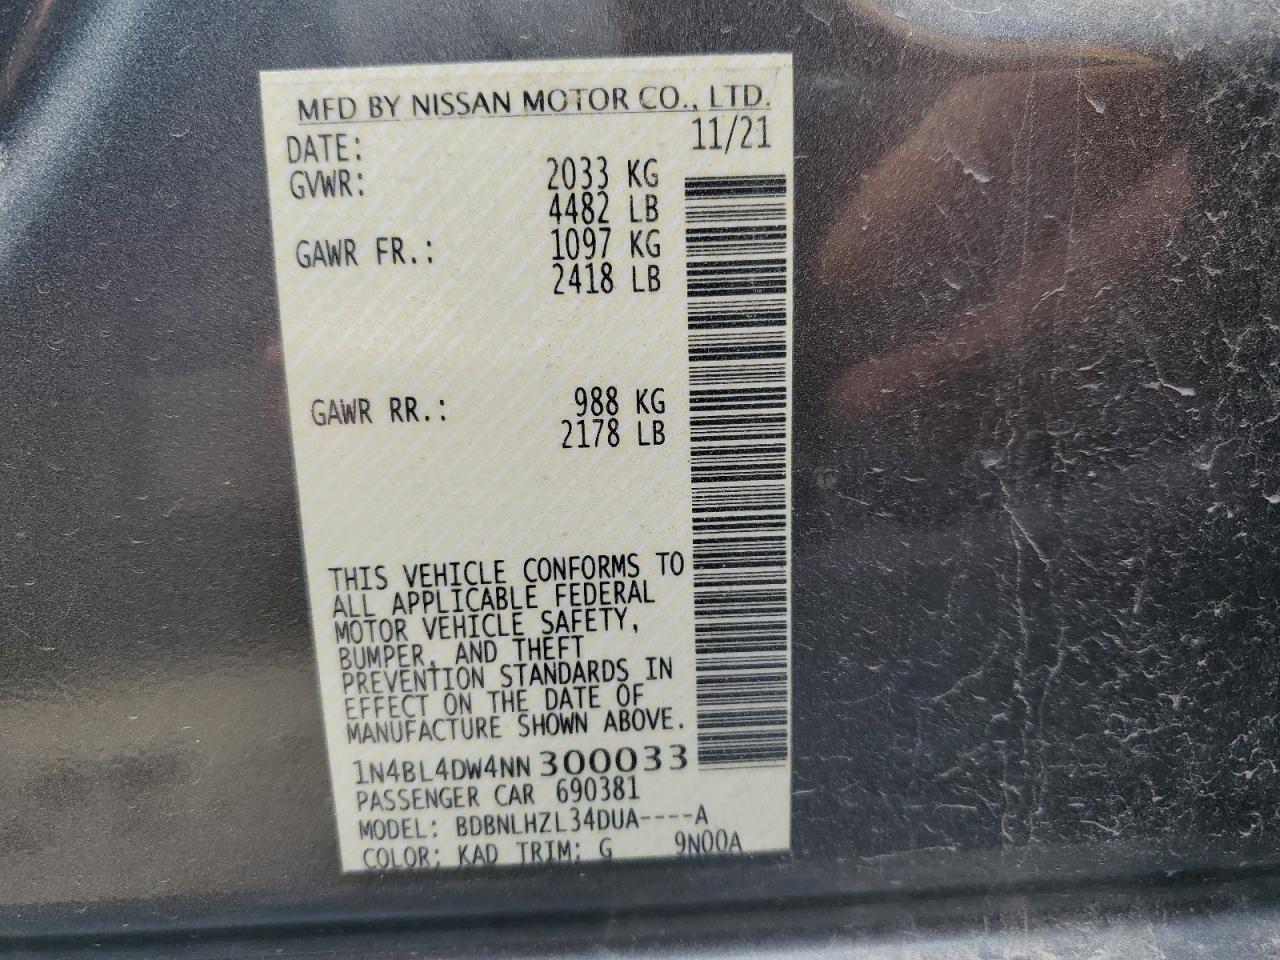 MFD BY NISSAN MOTOR CO., LTD.
DATE: 11/21
GVWR: 2033 KG
4482 LB
GAWR FR.: 1097 KG
2418 LB
GAWR RR.: 988 KG
2178 LB
THIS VEHICLE CONFORMS TO
ALL APPLICABLE FEDERAL
MOTOR VEHICLE SAFETY,
BUMPER, AND THEFT
PREVENTION STANDARDS IN
EFFECT ON THE DATE OF
MANUFACTURE SHOWN ABOVE.
1N4BL4DW4NN300033
PASSENGER CAR 690381
MODEL: BDBNLHZL34DUA----A
COLOR: KAD TRIM: G 9N00A